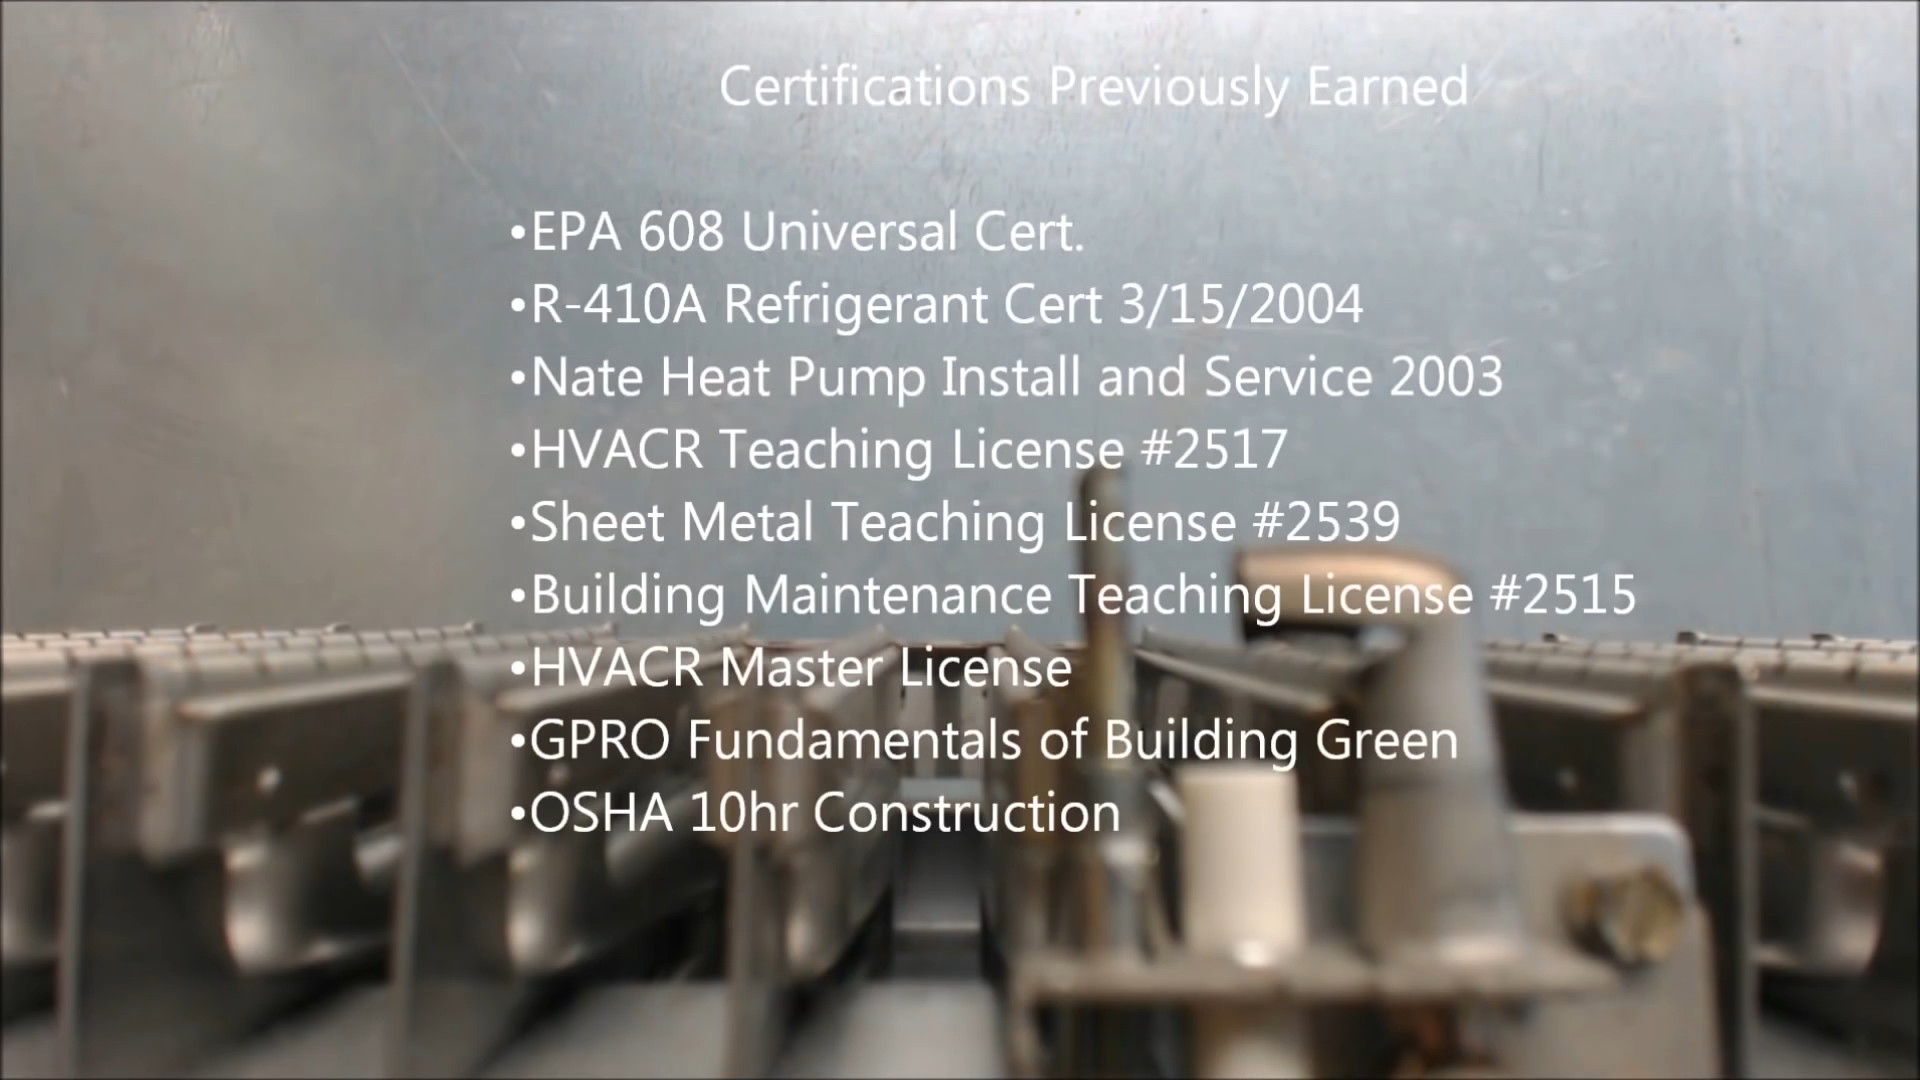 Certifications Previously Earned
•EPA 608 Universal Cert.
•R-410A Refrigerant Cert 3/15/2004
•Nate Heat Pump Install and Service 2003
•HVACR Teaching License #2517
•Sheet Metal Teaching License #2539
•Building Maintenance Teaching License #2515
•HVACR Master License
•GPRO Fundamentals of Building Green
•OSHA 10hr Construction